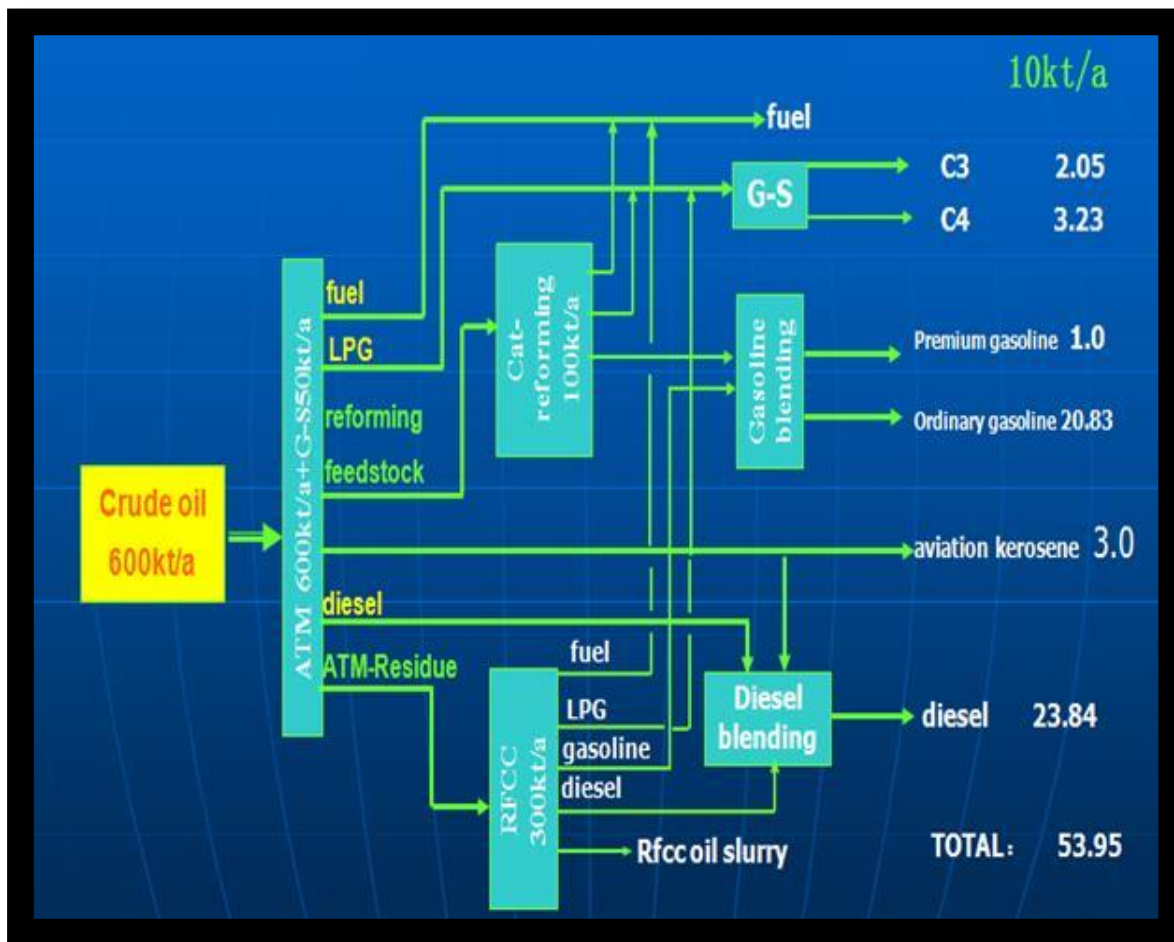 10kt/a
fuel
C3 2.05
G-S
C4 3.23
fuel
LPG
reforming
feedstock
ATM 600kt/a+G-S50kt/a
Cat-
reforming
100kt/a
Gasoline
blending
Premium gasoline 1.0
Ordinary gasoline 20.83
Crude oil
600kt/a
aviation kerosene 3.0
diesel
ATM-Residue
fuel
LPG
gasoline
diesel
RFCC
300kt/a
Diesel
blending
diesel 23.84
Rfcc oil slurry
TOTAL: 53.95